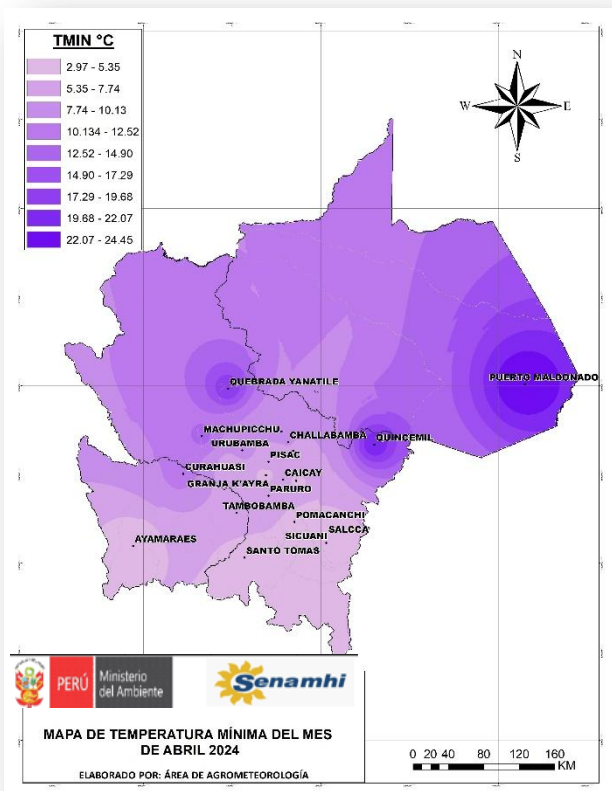 TMIN °C
2.97 - 5.35
5.35 - 7.74
7.74 - 10.13
10.134 - 12.52
12.52 - 14.90
14.90 - 17.29
17.29 - 19.68
19.68 - 22.07
22.07 - 24.45
N
W E
S
PUERTO MALDONADO
QUEBRADA YANATILE
MACHUPICCHU
CHALLABAMBA
QUINCEMIL
URUBAMBA
PISAC
CURAHUASI
CAICAY
GRANJA K'AYRA
PARURO
TAMBOBAMBA
POMACANCHI
SALCCA
SICUANI
AYAMARAES
SANTO TOMAS
PERÚ
Ministerio
del Ambiente
Senamhi
MAPA DE TEMPERATURA MÍNIMA DEL MES
DE ABRIL 2024
ELABORADO POR: ÁREA DE AGROMETEOROLOGÍA
0 20 40 80 120 160
KM